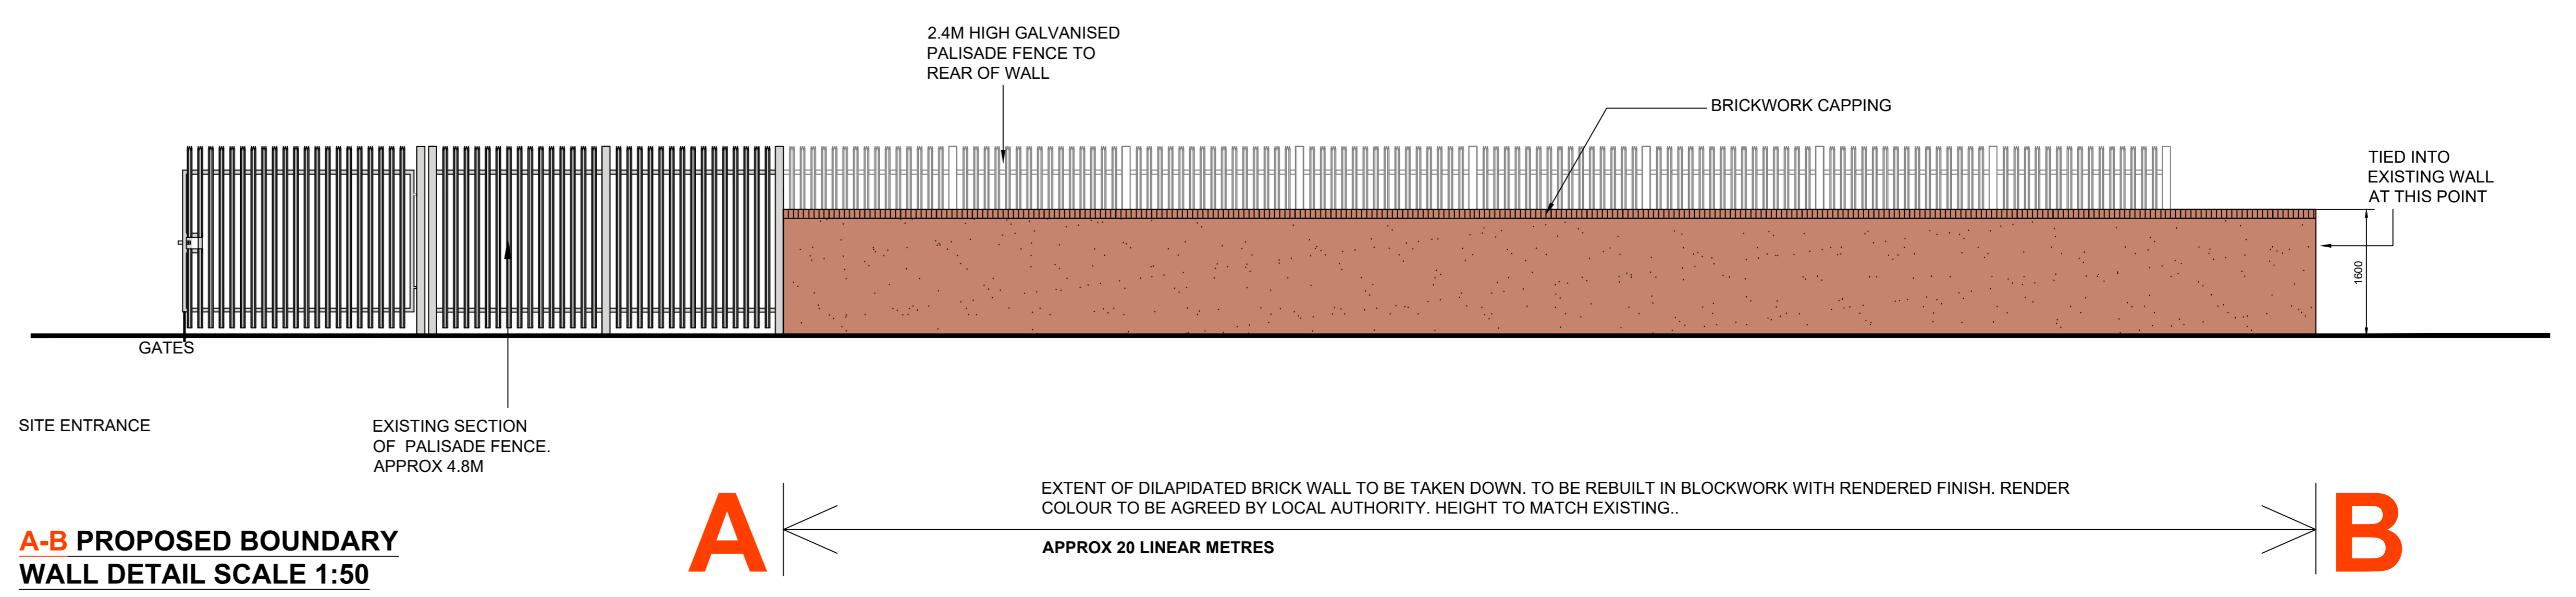 2.4M HIGH GALVANISED
PALISADE FENCE TO
REAR OF WALL
BRICKWORK CAPPING
TIED INTO
EXISTING WALL
AT THIS POINT
1600
GATES
SITE ENTRANCE
EXISTING SECTION
OF PALISADE FENCE.
APPROX 4.8M
A
EXTENT OF DILAPIDATED BRICK WALL TO BE TAKEN DOWN. TO BE REBUILT IN BLOCKWORK WITH RENDERED FINISH. RENDER
COLOUR TO BE AGREED BY LOCAL AUTHORITY. HEIGHT TO MATCH EXISTING..
APPROX 20 LINEAR METRES
B
A-B PROPOSED BOUNDARY
WALL DETAIL SCALE 1:50